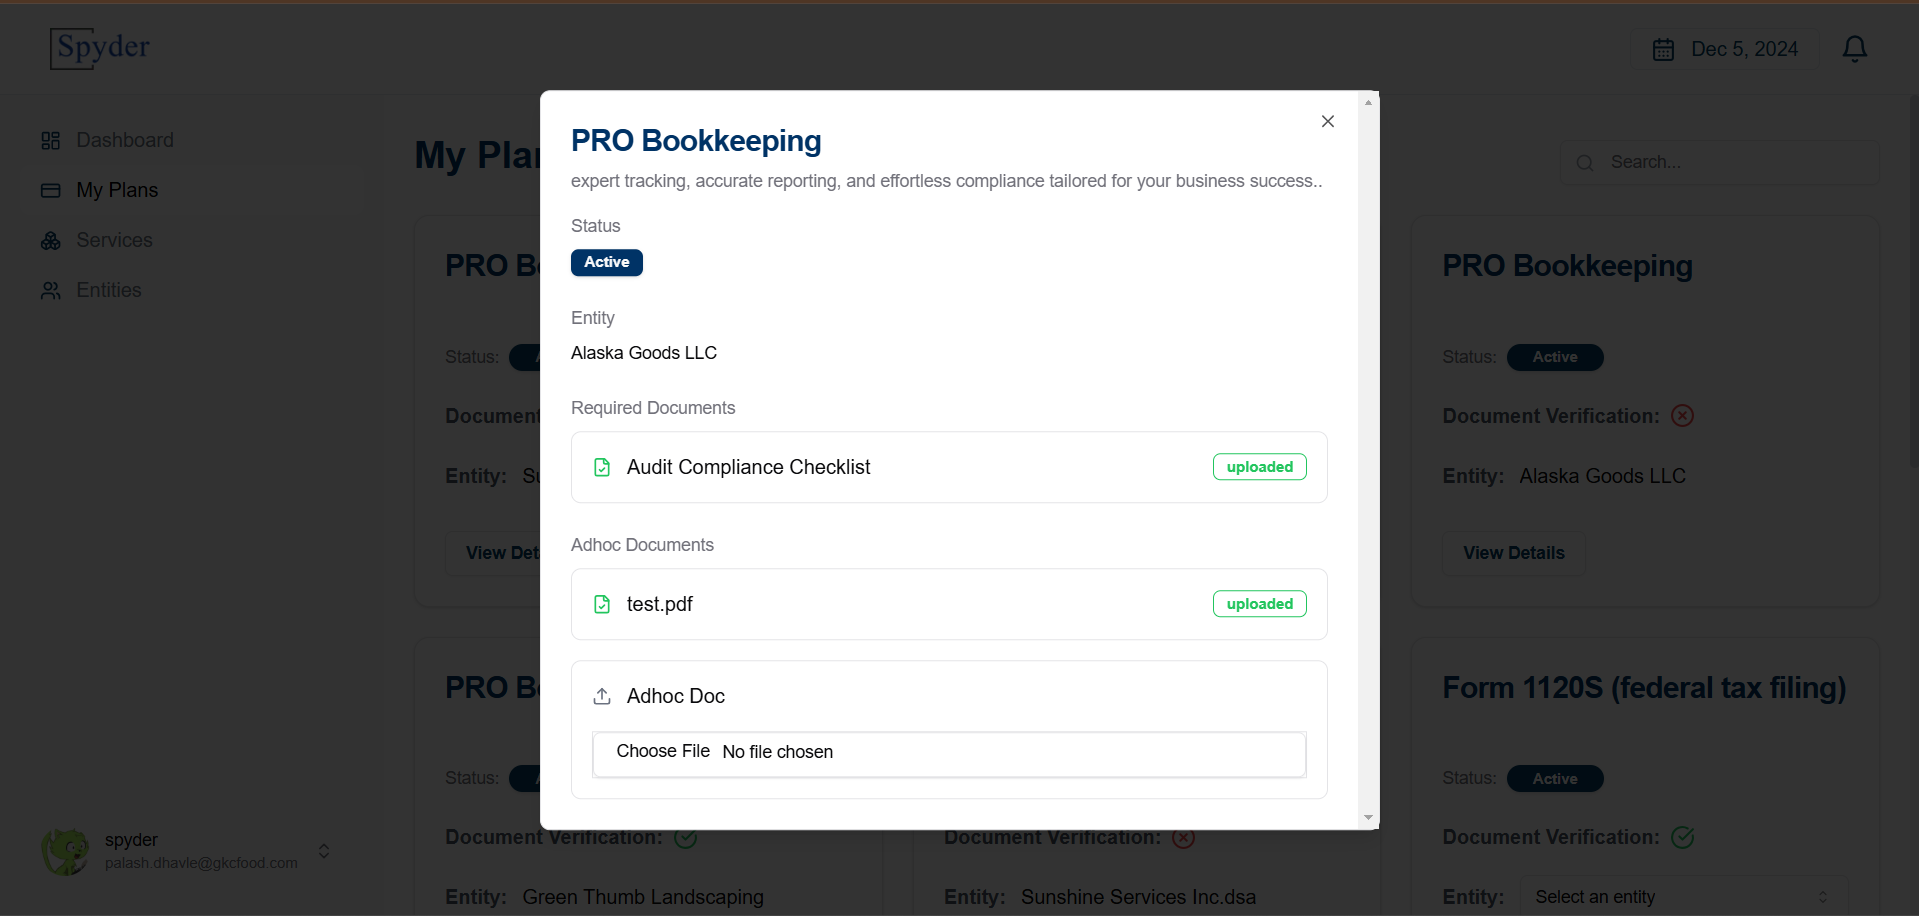 Spyder
Dec 5, 2024
Dashboard
My Plans
Services
Entities
spyder
palash.dhavle@gkcfood.com
My Plan
Search...
PRO Bookkeeping
expert tracking, accurate reporting, and effortless compliance tailored for your business success..
Status
Active
Entity
Alaska Goods LLC
Required Documents
Audit Compliance Checklist
uploaded
Adhoc Documents
test.pdf
uploaded
Adhoc Doc
Choose File No file chosen
PRO B
Status:
Document
Entity: Su
View Det
PRO Bookkeeping
Status: Active
Document Verification:
Entity: Alaska Goods LLC
View Details
PRO B
Status:
Document Verification:
Entity: Green Thumb Landscaping
Document Verification:
Entity: Sunshine Services Inc.dsa
Form 1120S (federal tax filing)
Status: Active
Document Verification:
Entity: Select an entity